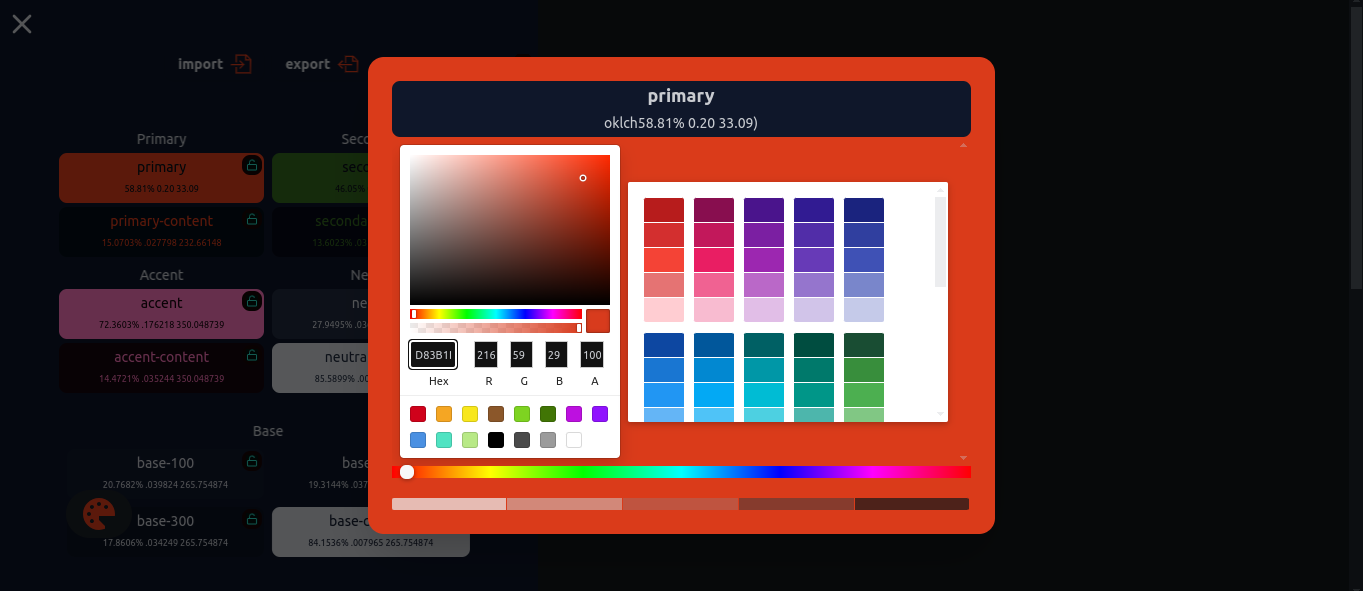 import
export
primary
oklch58.81% 0.20 33.09)
Primary
Seco
primary
58.81% 0.20 33.09
seco
46.05%
primary-content
15.0703% .027798 232.66148
seconda
13.6023% .03
Accent
Ne
accent
72.3603% .176218 350.048739
ne
27.9495% .03
accent-content
14.4721% .035244 350.048739
neutra
85.5899% .00
D83B1
216
59
29
100
Hex
R
G
B
A
Base
base-100
20.7682% .039824 265.754874
base
19.3144% .037
base-300
17.8606% .034249 265.754874
base-c
84.1536% .007965 265.754874